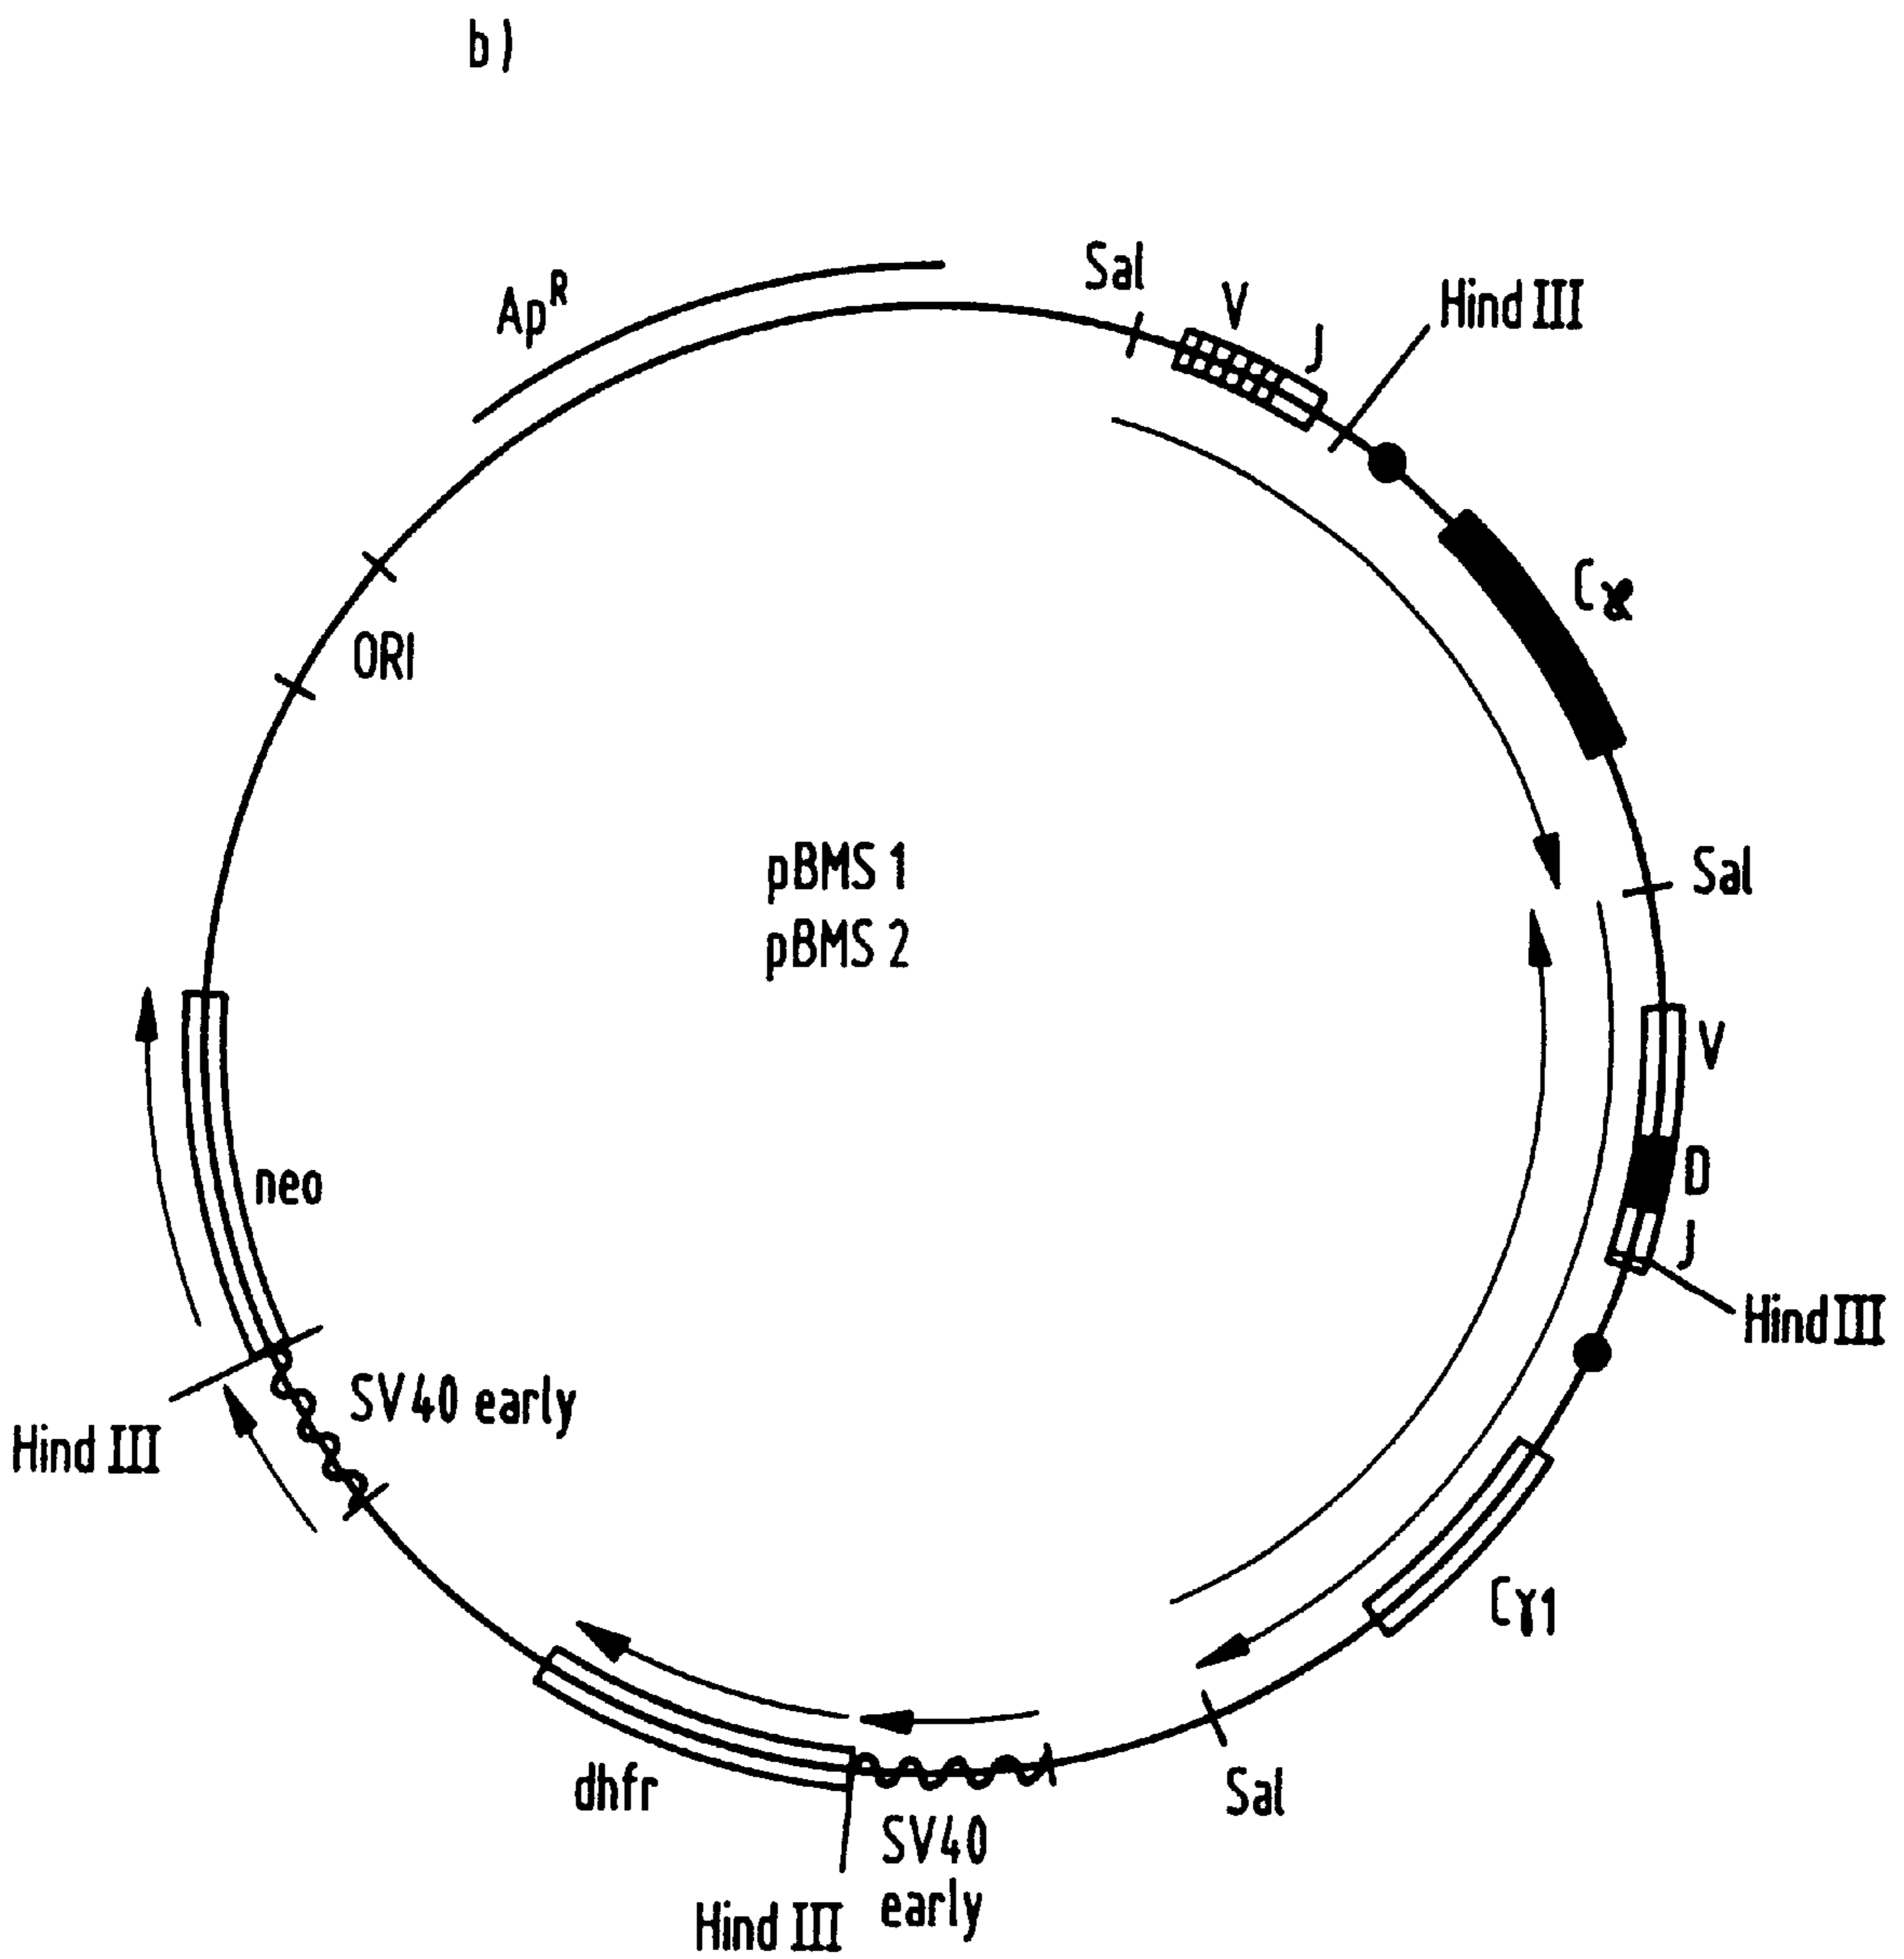 b)
Ap^R
Sal
V
J
Hind III
Cϰ
Sal
V
D
J
Hind III
Cγ1
Sal
SV40
early
Hind III
dhfr
SV40 early
Hind III
neo
ORI
pBMS 1
pBMS 2